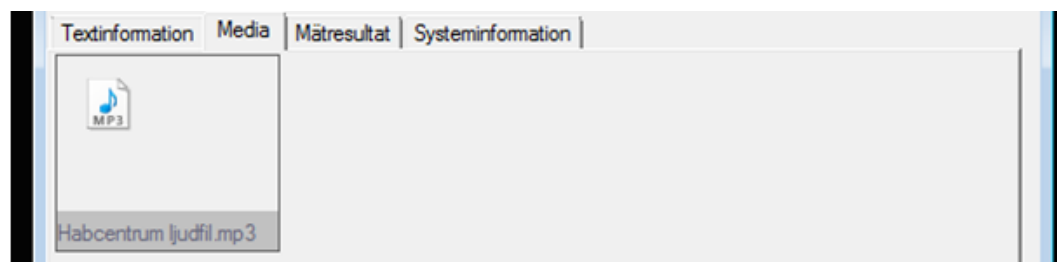 Textinformation Media Mätresultat Systeminformation
MP3
Habcentrum ljudfil.mp3